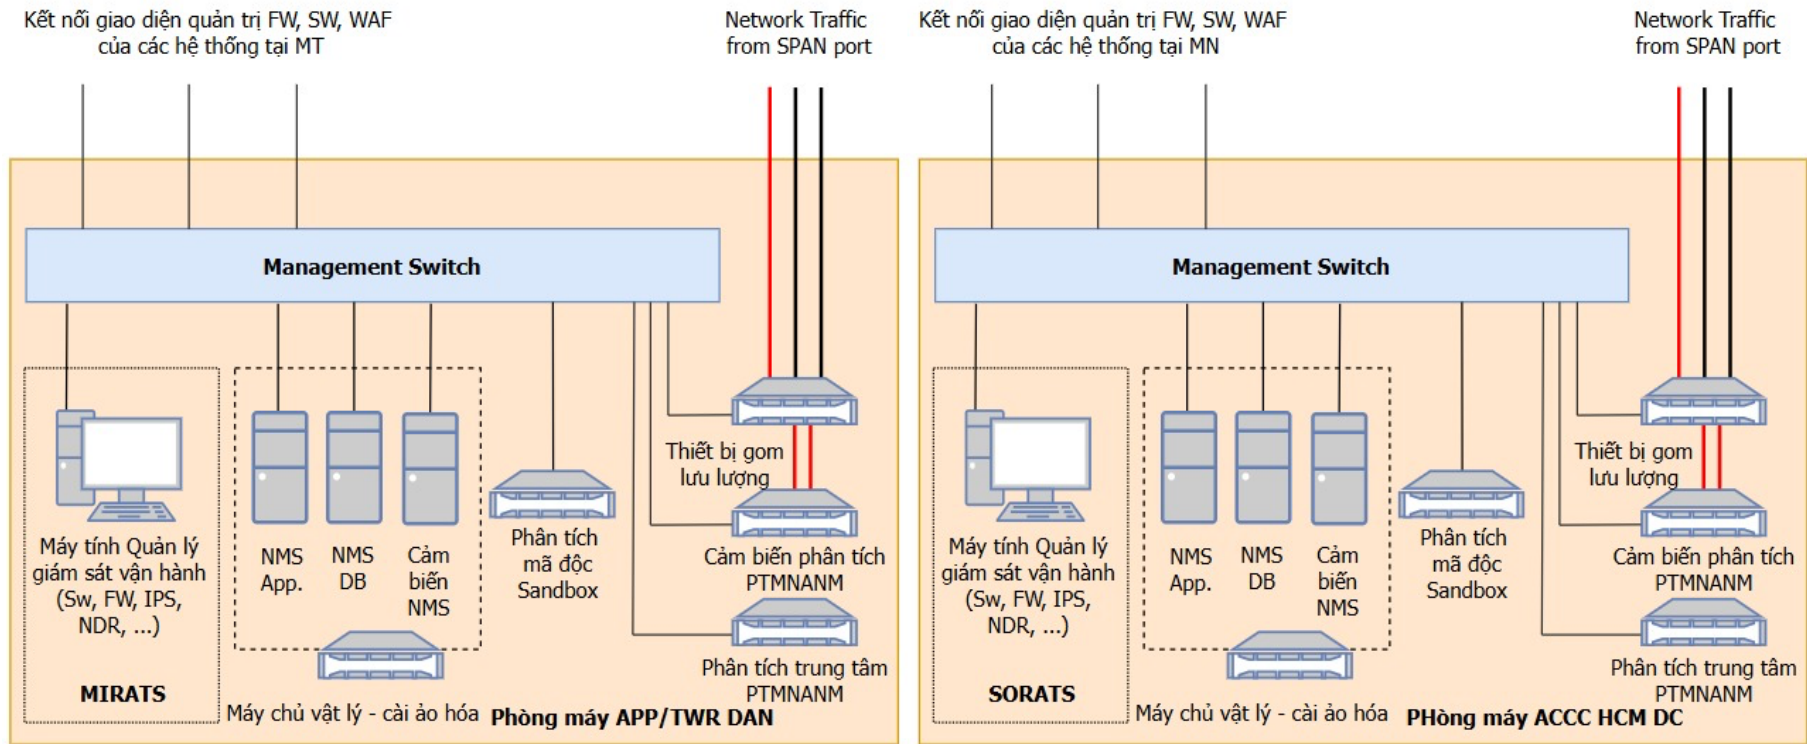 Kết nối giao diện quản trị FW, SW, WAF
của các hệ thống tại MT
Network Traffic
from SPAN port
Management Switch
Thiết bị gom
lưu lượng
Máy tính Quản lý
giám sát vận hành
(Sw, FW, IPS,
NDR, ...)
MIRATS
NMS
App.
NMS
DB
Cảm
biến
NMS
Phân tích
mã độc
Sandbox
Cảm biến phân tích
PTMNANM
Phân tích trung tâm
PTMNANM
Máy chủ vật lý - cài ảo hóa
Phòng máy APP/TWR DAN
Kết nối giao diện quản trị FW, SW, WAF
của các hệ thống tại MN
Network Traffic
from SPAN port
Management Switch
Thiết bị gom
lưu lượng
Máy tính Quản lý
giám sát vận hành
(Sw, FW, IPS,
NDR, ...)
SORATS
NMS
App.
NMS
DB
Cảm
biến
NMS
Phân tích
mã độc
Sandbox
Cảm biến phân tích
PTMNANM
Phân tích trung tâm
PTMNANM
Máy chủ vật lý - cài ảo hóa
PHòng máy ACCC HCM DC